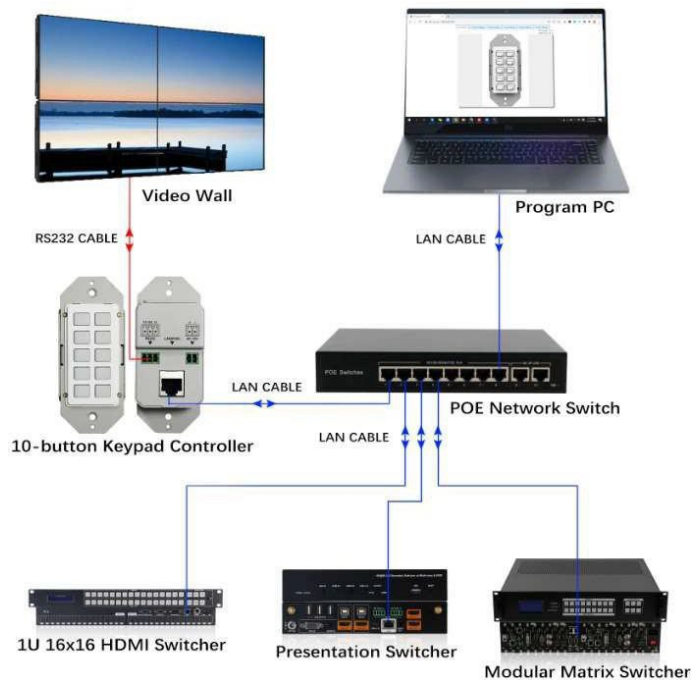 Video Wall
Program PC
RS232 CABLE
LAN CABLE
POE Switches
LAN CABLE
POE Network Switch
LAN CABLE
10-button Keypad Controller
1U 16x16 HDMI Switcher
Presentation Switcher
Modular Matrix Switcher